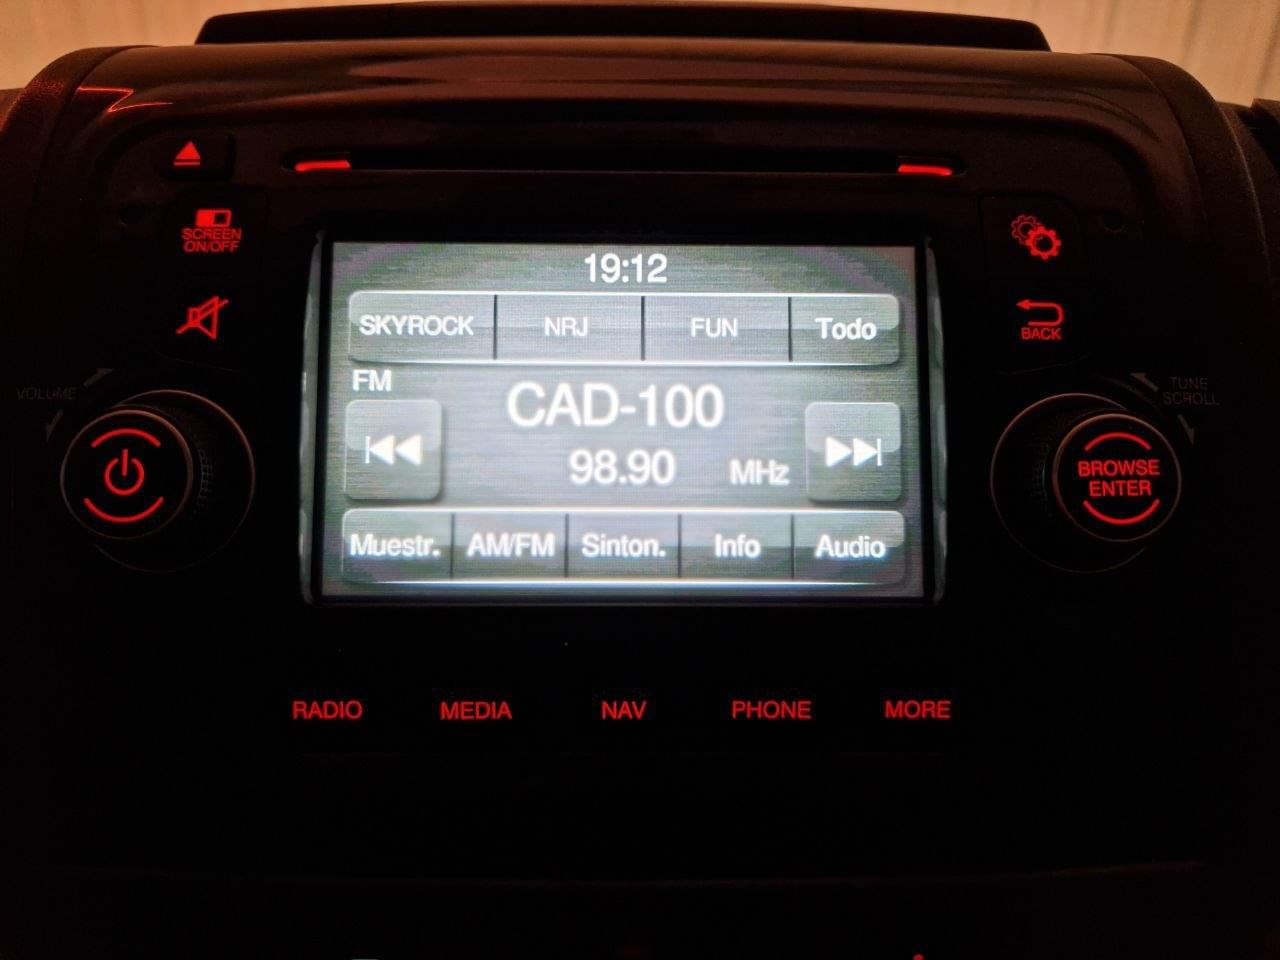 SCREEN
ON/OFF
19:12
SKYROCK NRJ FUN Todo
BACK
FM
CAD-100
98.90 MHz
VOLUME
TUNE
SCROLL
BROWSE
ENTER
Muestr. AM/FM Sinton. Info Audio
RADIO MEDIA NAV PHONE MORE